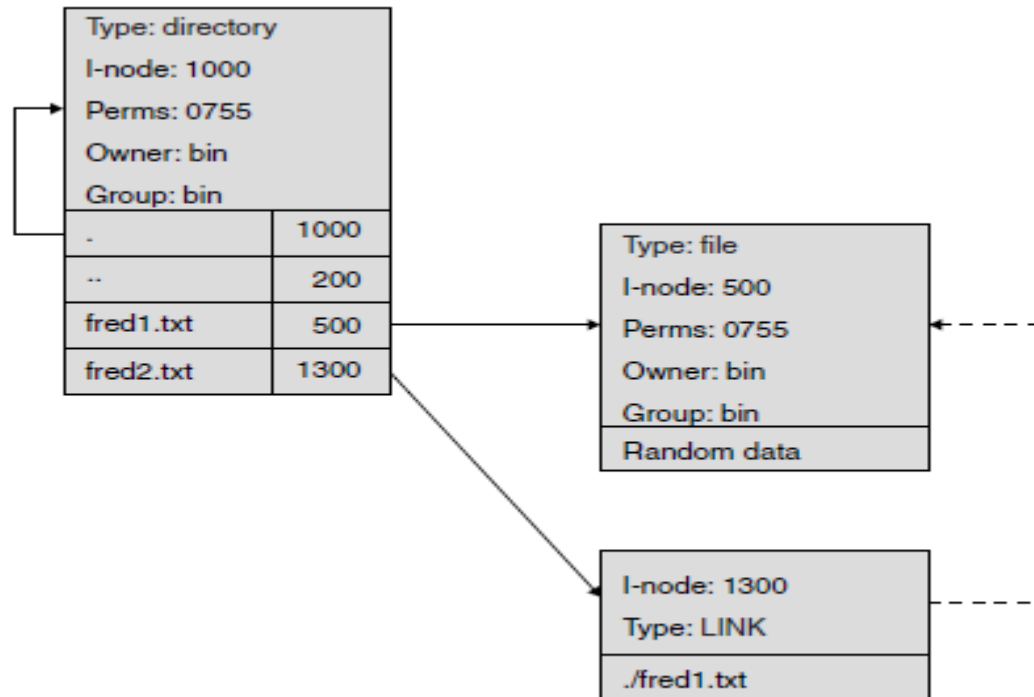 Type: directory
I-node: 1000
Perms: 0755
Owner: bin
Group: bin
. 1000
.. 200
fred1.txt 500
fred2.txt 1300
Type: file
I-node: 500
Perms: 0755
Owner: bin
Group: bin
Random data
I-node: 1300
Type: LINK
./fred1.txt